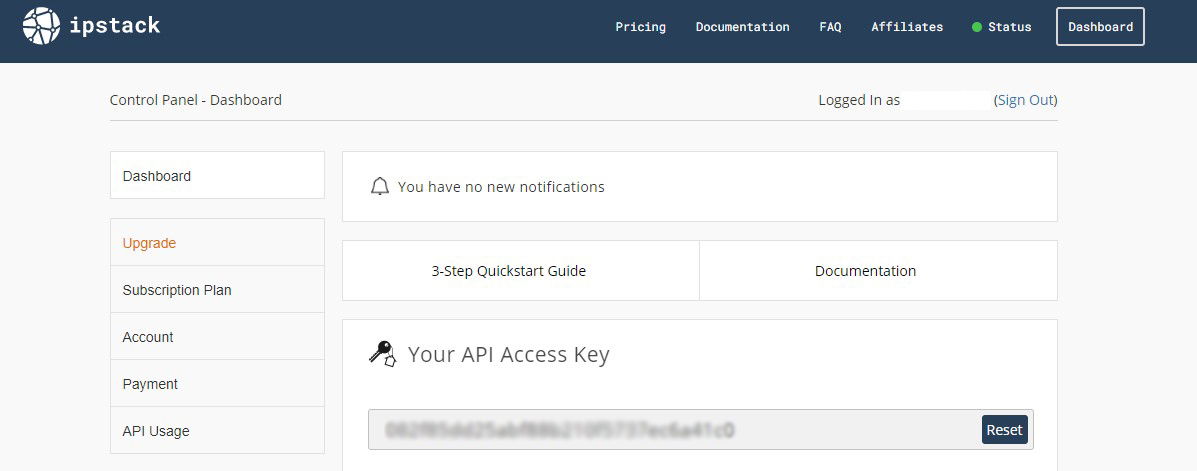 ipstack
Pricing Documentation FAQ Affiliates Status Dashboard
Control Panel - Dashboard
Logged In as (Sign Out)
Dashboard
You have no new notifications
Upgrade
3-Step Quickstart Guide
Documentation
Subscription Plan
Account
Your API Access Key
Payment
API Usage
Reset